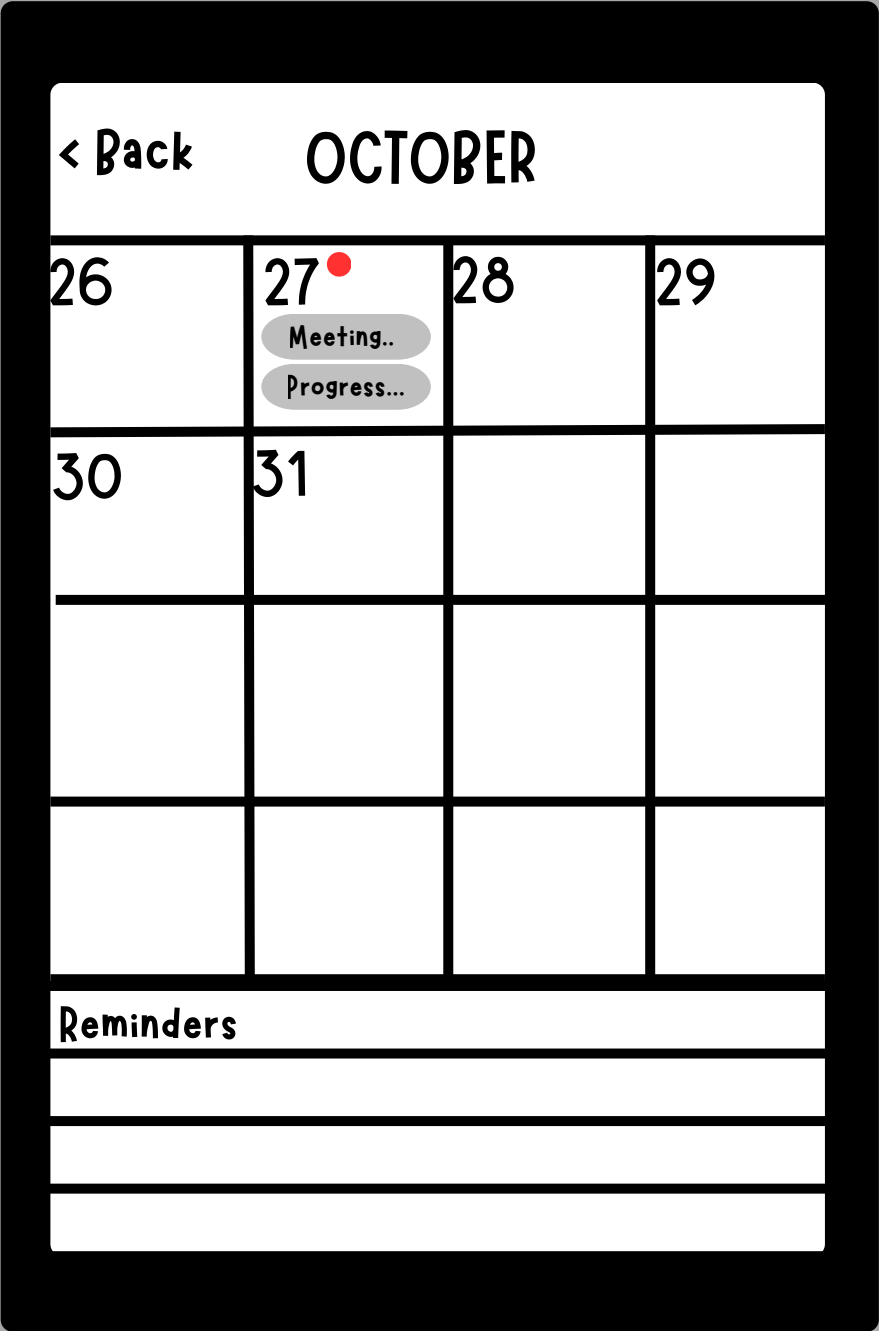 < Back OCTOBER
26 27 28 29
Meeting..
Progress...
30 31
Reminders